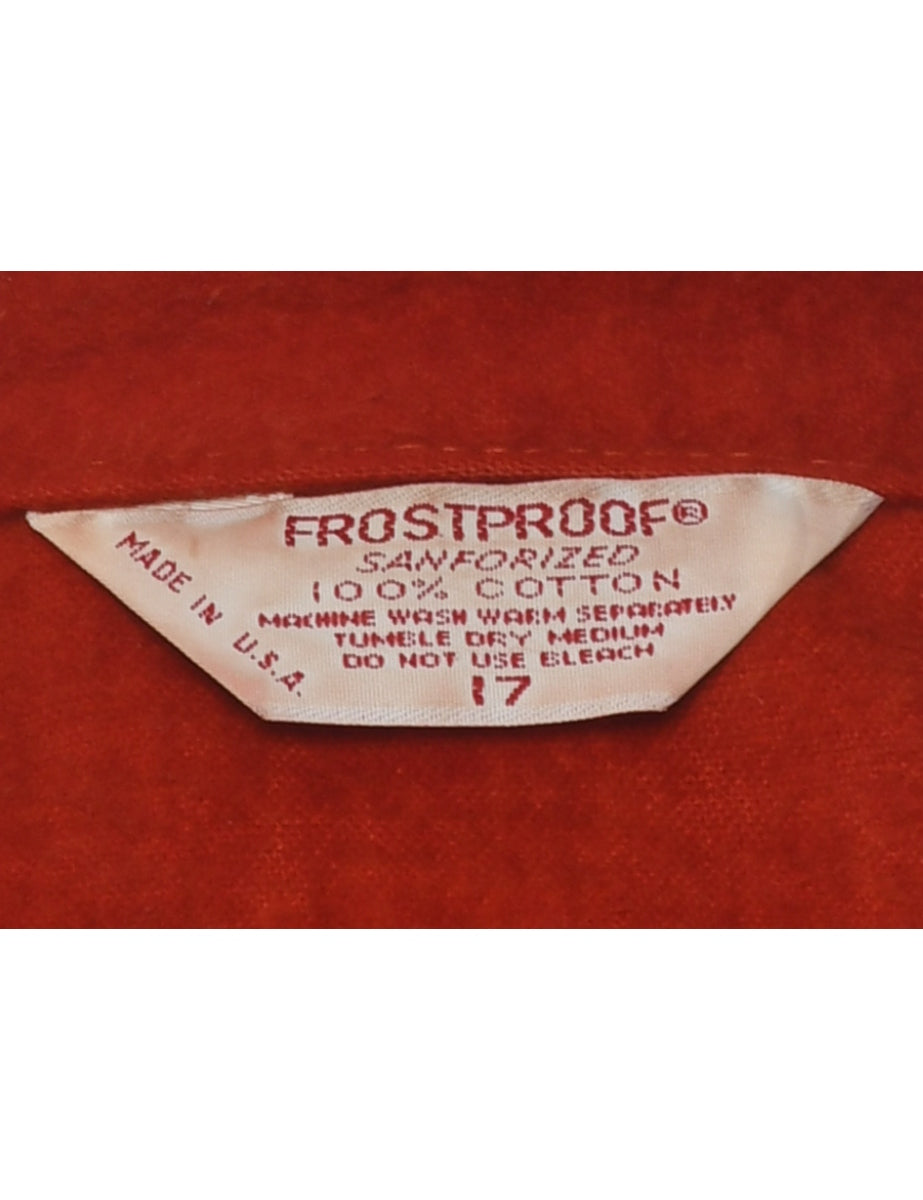 FROSTPROOF®
SANFORIZED
100% COTTON
MACHINE WASH WARM SEPARATELY
TUMBLE DRY MEDIUM
DO NOT USE BLEACH
17
MADE IN U.S.A.